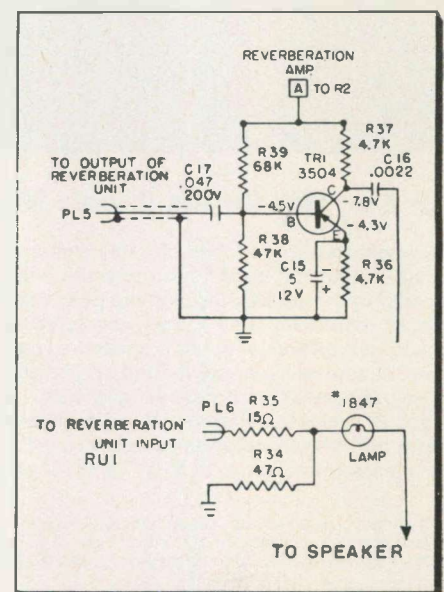 REVERBERATION
AMP.
A TO R2
R37
4.7K
C16
.0022
R39
68K
TR1
3504
TO OUTPUT OF
REVERBERATION
UNIT
C17
.047
200V
PL5
-4.5V
B
C
-7.8V
-4.3V
E
R38
47K
C15
5
12V
-
+
R36
4.7K
TO REVERBERATION
UNIT INPUT
RU1
PL6
R35
15Ω
R34
47Ω
#1847
LAMP
TO SPEAKER